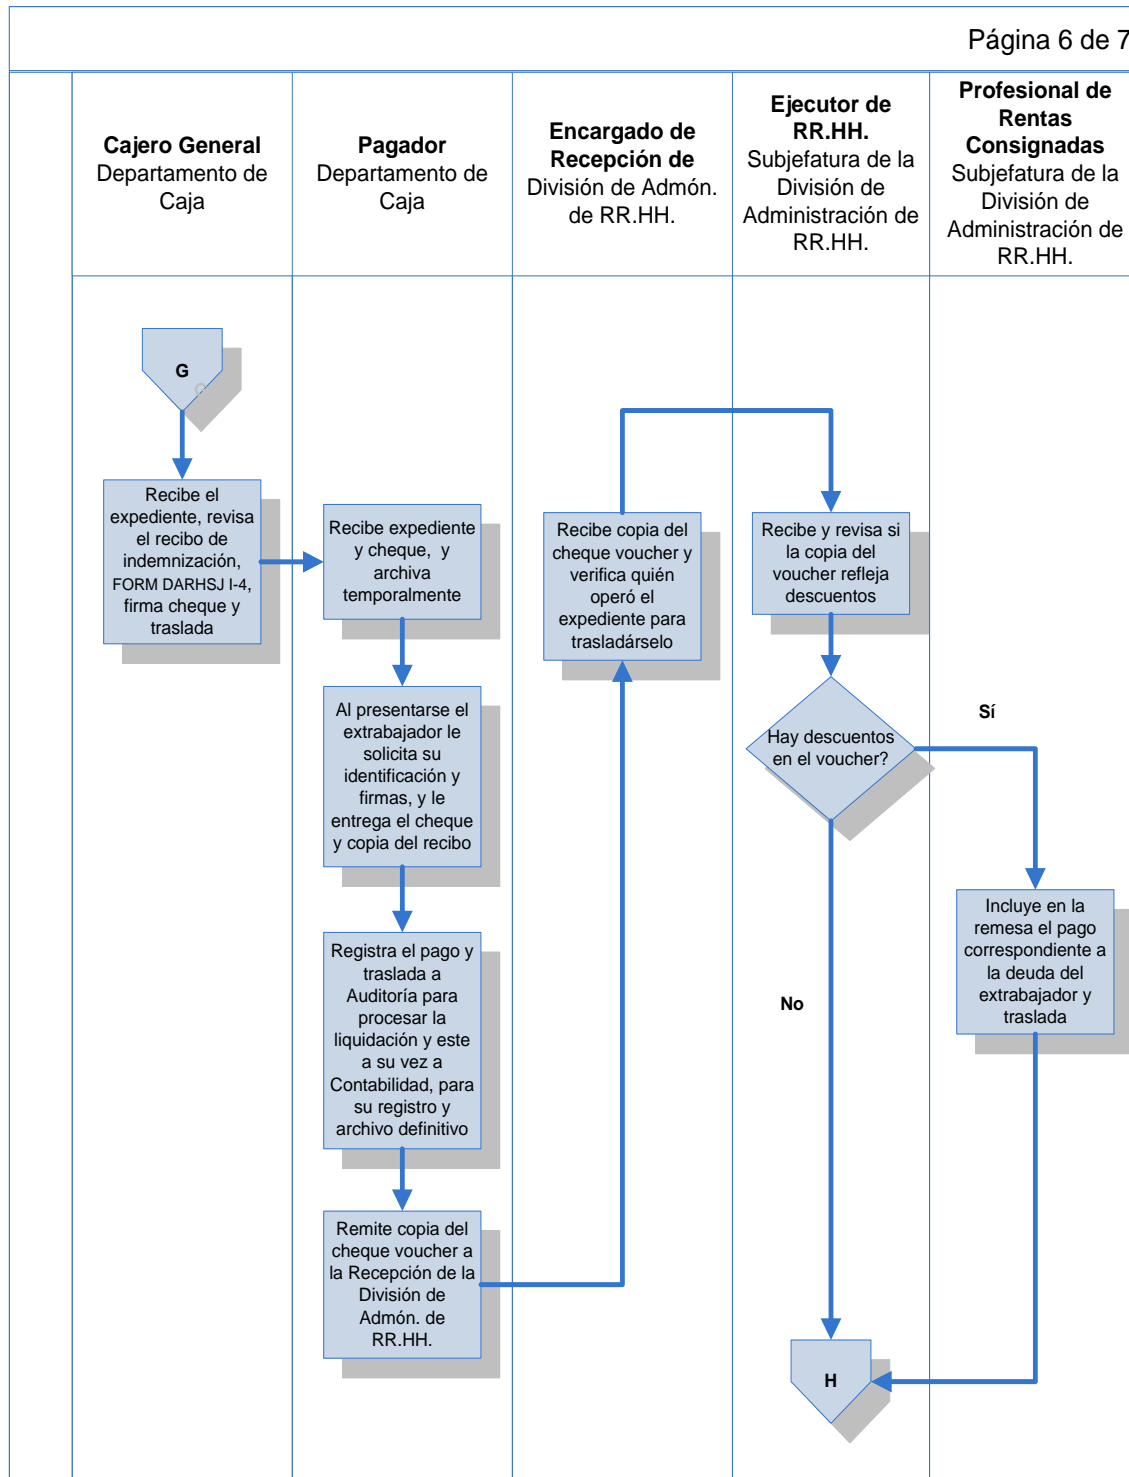 Página 6 de 7
Cajero General
Departamento de
Caja
Pagador
Departamento de
Caja
Encargado de
Recepción de
División de Admón.
de RR.HH.
Ejecutor de
RR.HH.
Subjefatura de la
División de
Administración de
RR.HH.
Profesional de
Rentas
Consignadas
Subjefatura de la
División de
Administración de
RR.HH.
G
Recibe el
expediente, revisa
el recibo de
indemnización,
FORM DARHSJ I-4,
firma cheque y
traslada
Recibe expediente
y cheque, y
archiva
temporalmente
Al presentarse el
extrabajador le
solicita su
identificación y
firmas, y le
entrega el cheque
y copia del recibo
Registra el pago y
traslada a
Auditoría para
procesar la
liquidación y este
a su vez a
Contabilidad, para
su registro y
archivo definitivo
Remite copia del
cheque voucher a
la Recepción de la
División de
Admón. de
RR.HH.
Recibe copia del
cheque voucher y
verifica quién
operó el
expediente para
trasladárselo
Recibe y revisa si
la copia del
voucher refleja
descuentos
Hay descuentos
en el voucher?
Sí
No
Incluye en la
remesa el pago
correspondiente a
la deuda del
extrabajador y
traslada
H